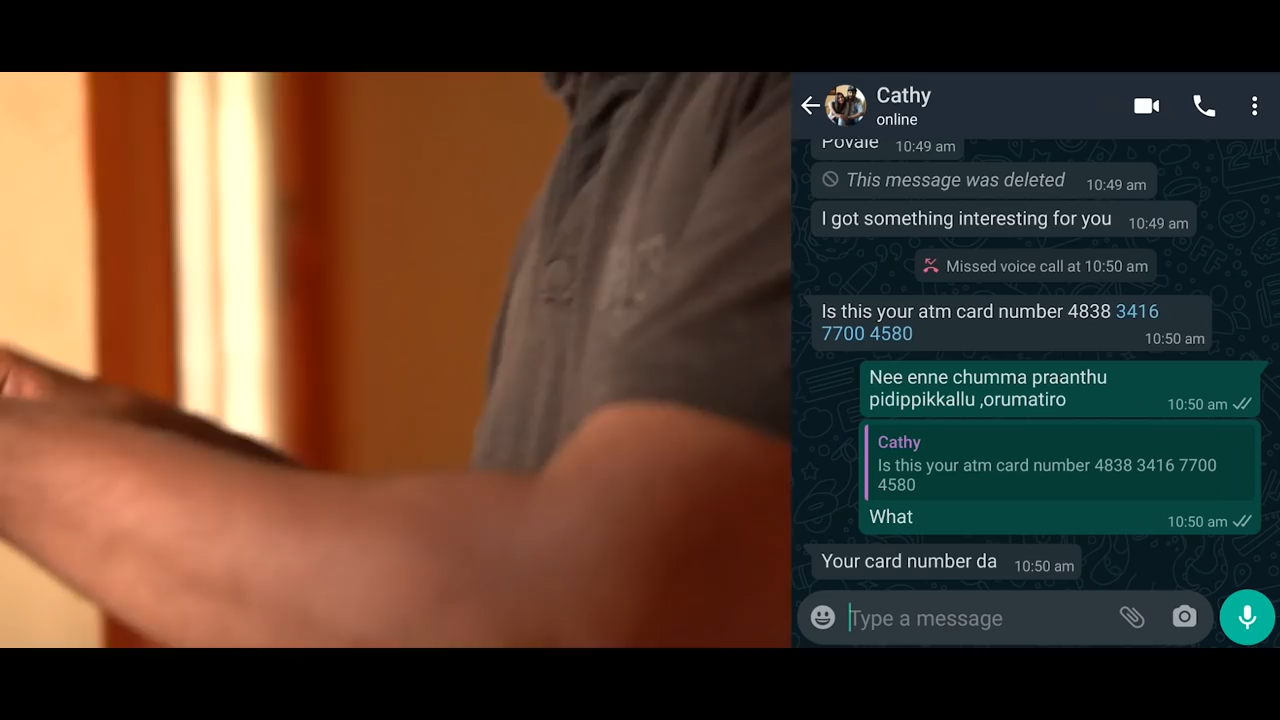 Cathy
online
Povale 10:49 am
This message was deleted 10:49 am
I got something interesting for you 10:49 am
Missed voice call at 10:50 am
Is this your atm card number 4838 3416
7700 4580
10:50 am
Nee enne chumma praanthu
pidippikkallu ,orumatiro 10:50 am
Cathy
Is this your atm card number 4838 3416 7700
4580
What 10:50 am
Your card number da 10:50 am
Type a message